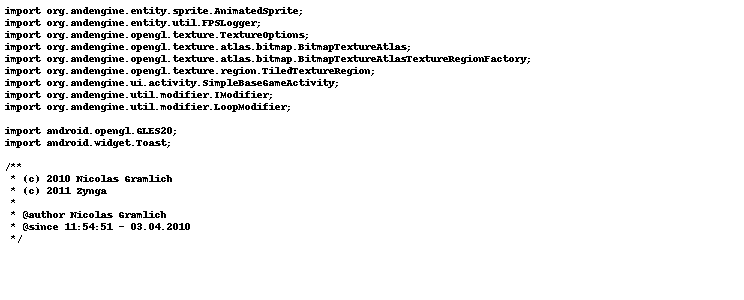 import org.andengine.entity.sprite.AnimatedSprite;
import org.andengine.entity.util.FPSLogger;
import org.andengine.opengl.texture.TextureOptions;
import org.andengine.opengl.texture.atlas.bitmap.BitmapTextureAtlas;
import org.andengine.opengl.texture.atlas.bitmap.BitmapTextureAtlasTextureRegionFactory;
import org.andengine.opengl.texture.region.TiledTextureRegion;
import org.andengine.ui.activity.SimpleBaseGameActivity;
import org.andengine.util.modifier.IModifier;
import org.andengine.util.modifier.LoopModifier;

import android.opengl.GLES20;
import android.widget.Toast;

/**
 * (c) 2010 Nicolas Gramlich
 * (c) 2011 Zynga
 *
 * @author Nicolas Gramlich
 * @since 11:54:51 - 03.04.2010
 */